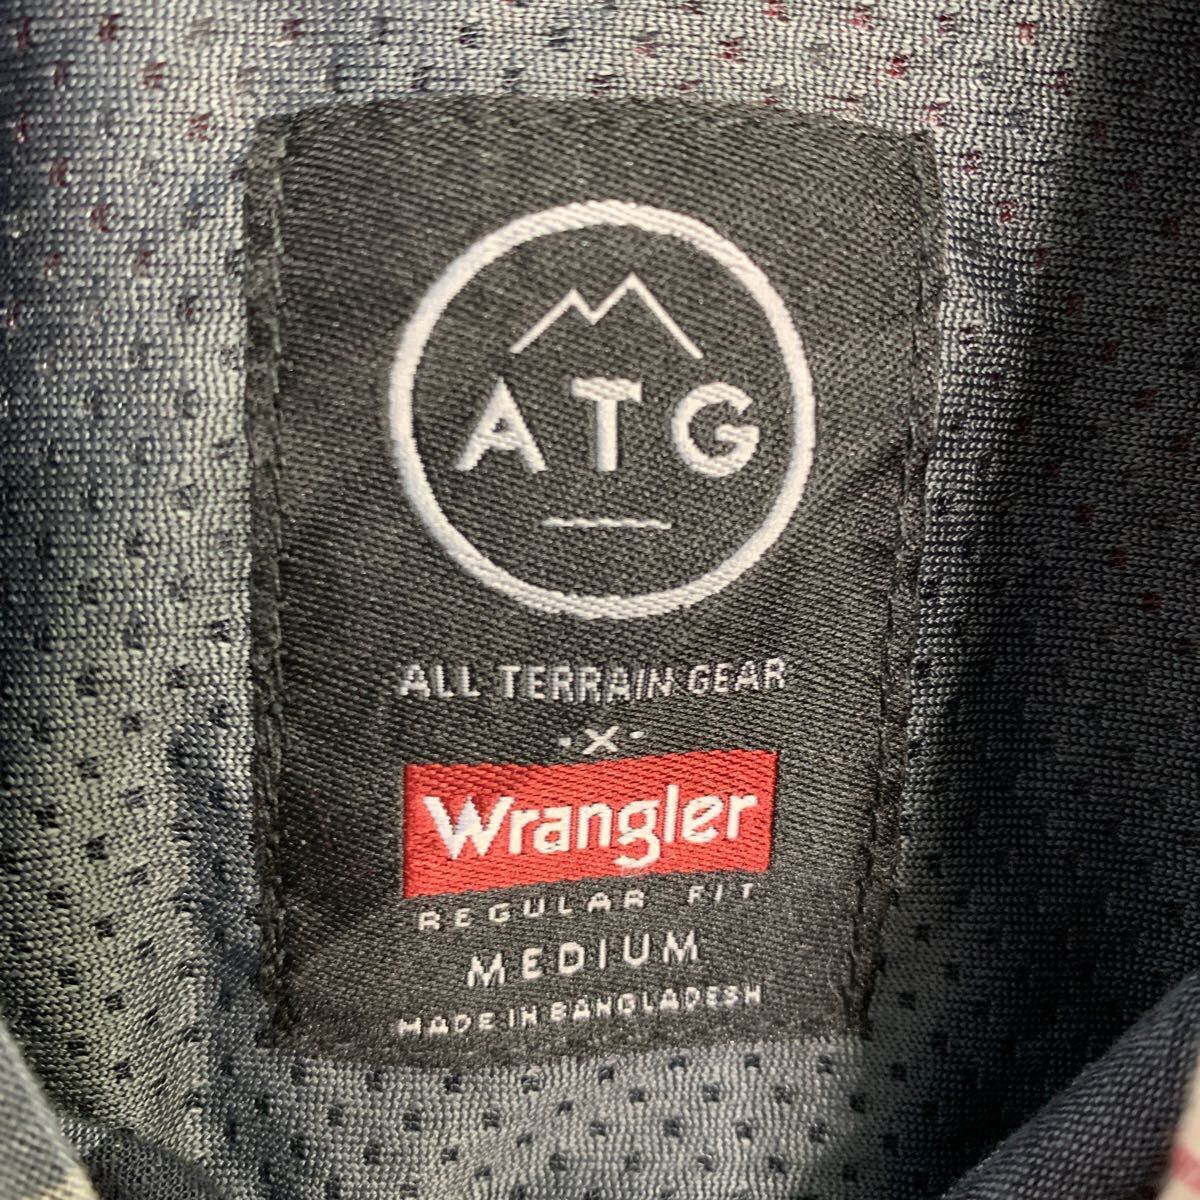 ATG
ALL TERRAIN GEAR
·X·
Wrangler
REGULAR FIT
MEDIUM
MADE IN BANGLADESH